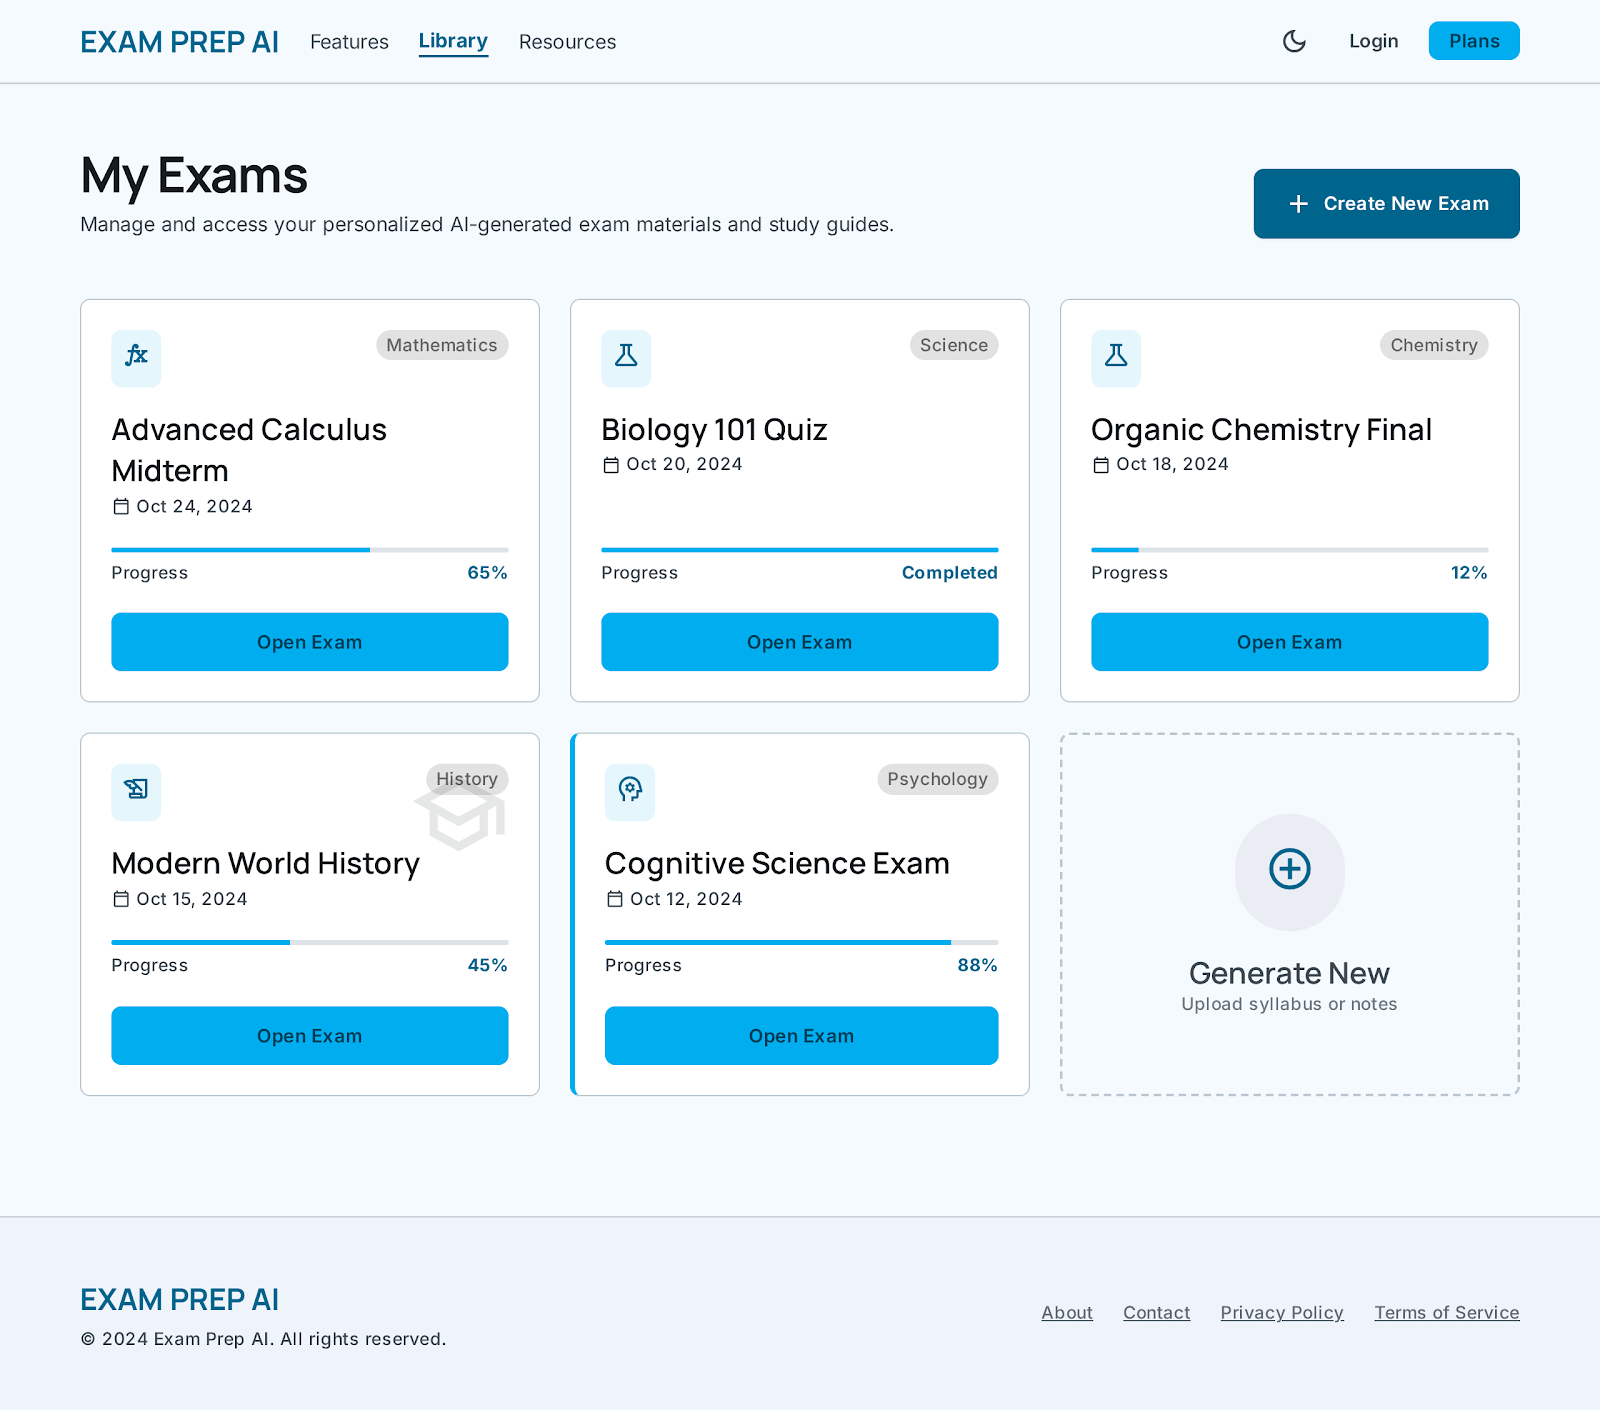 EXAM PREP AI
Features
Library
Resources
Login
Plans
My Exams
Manage and access your personalized AI-generated exam materials and study guides.
Create New Exam
Mathematics
Advanced Calculus
Midterm
Oct 24, 2024
Progress
65%
Open Exam
Science
Biology 101 Quiz
Oct 20, 2024
Progress
Completed
Open Exam
Chemistry
Organic Chemistry Final
Oct 18, 2024
Progress
12%
Open Exam
History
Modern World History
Oct 15, 2024
Progress
45%
Open Exam
Psychology
Cognitive Science Exam
Oct 12, 2024
Progress
88%
Open Exam
Generate New
Upload syllabus or notes
EXAM PREP AI
© 2024 Exam Prep AI. All rights reserved.
About
Contact
Privacy Policy
Terms of Service